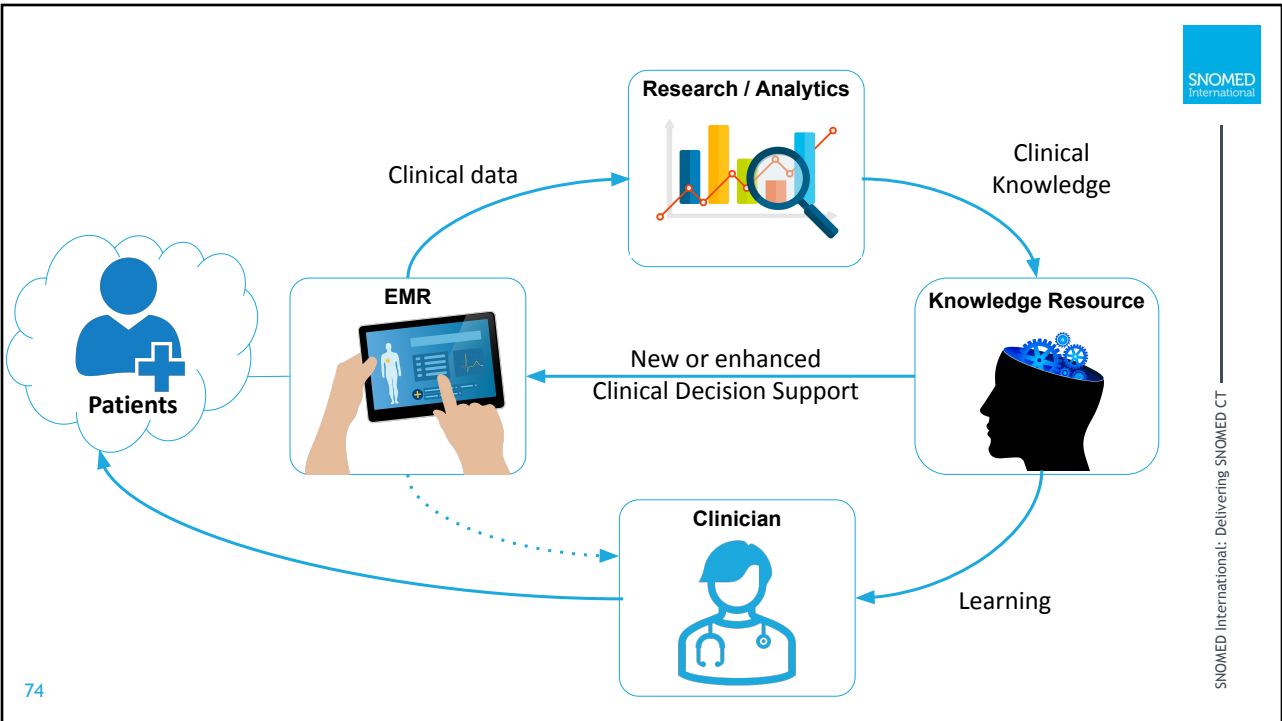 SNOMED
International
Research / Analytics
Clinical data
Clinical
Knowledge
EMR
Knowledge Resource
New or enhanced
Clinical Decision Support
Patients
Clinician
Learning
SNOMED International: Delivering SNOMED CT
74